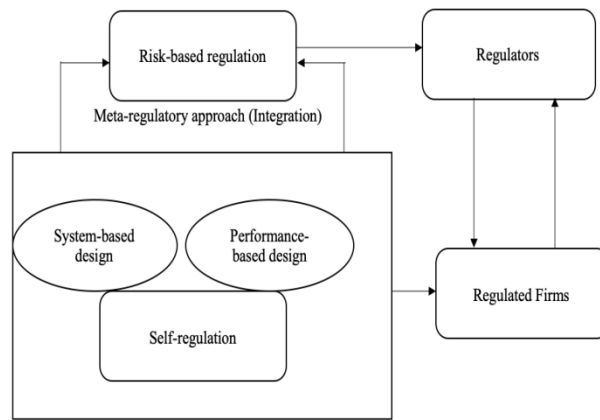 Risk-based regulation
Regulators
Meta-regulatory approach (Integration)
System-based
design
Performance-
based design
Self-regulation
Regulated Firms